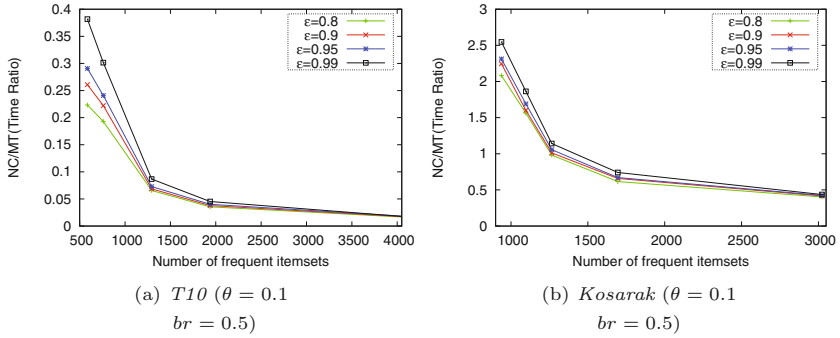 0.4
0.35
0.3
0.25
0.2
0.15
0.1
0.05
0
NC/MT(Time Ratio)
ε=0.8
ε=0.9
ε=0.95
ε=0.99
500 1000 1500 2000 2500 3000 3500 4000
Number of frequent itemsets
(a) T10 (θ = 0.1
br = 0.5)
3
2.5
2
1.5
1
0.5
0
NC/MT(Time Ratio)
ε=0.8
ε=0.9
ε=0.95
ε=0.99
1000 1500 2000 2500 3000
Number of frequent itemsets
(b) Kosarak (θ = 0.1
br = 0.5)